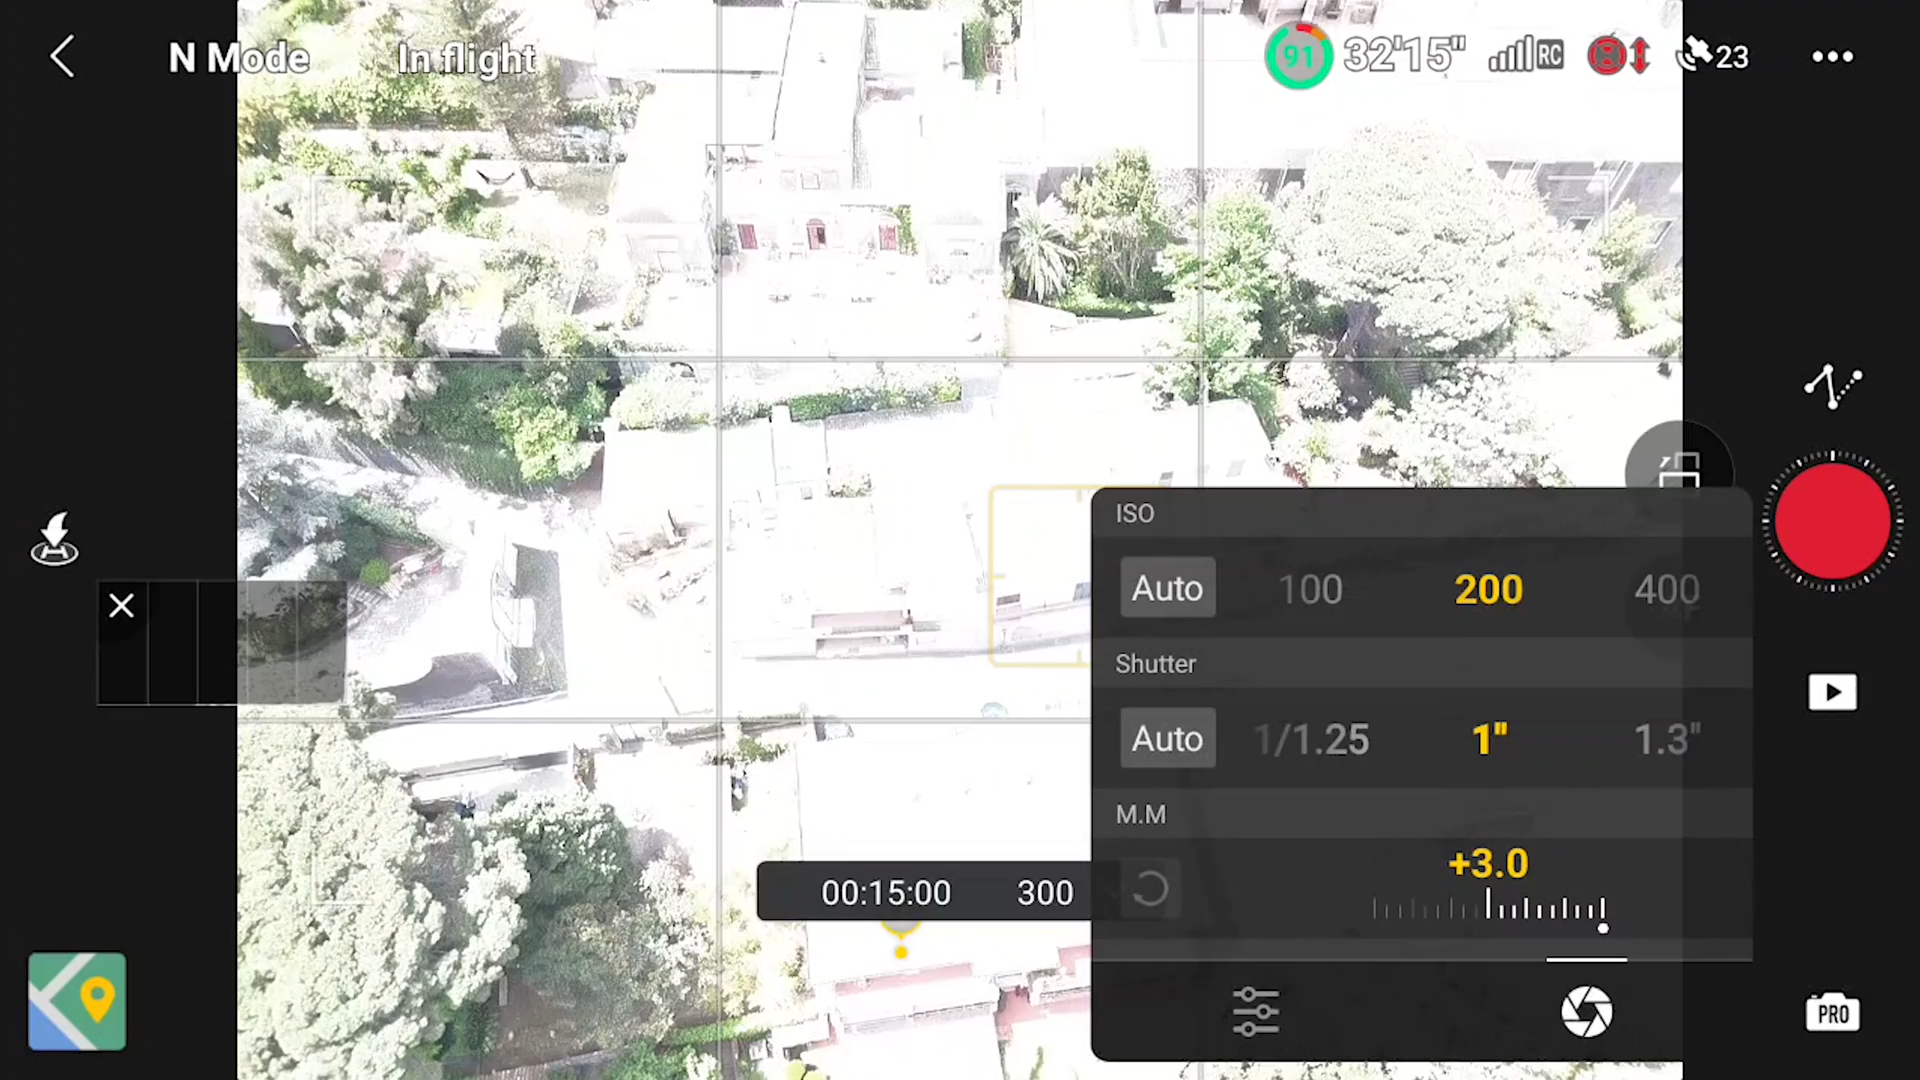 N Mode In flight 91 32'15" RC 23
ISO
Auto 100 200 400
Shutter
Auto 1/1.25 1" 1.3"
M.M
+3.0
00:15:00 300
PRO